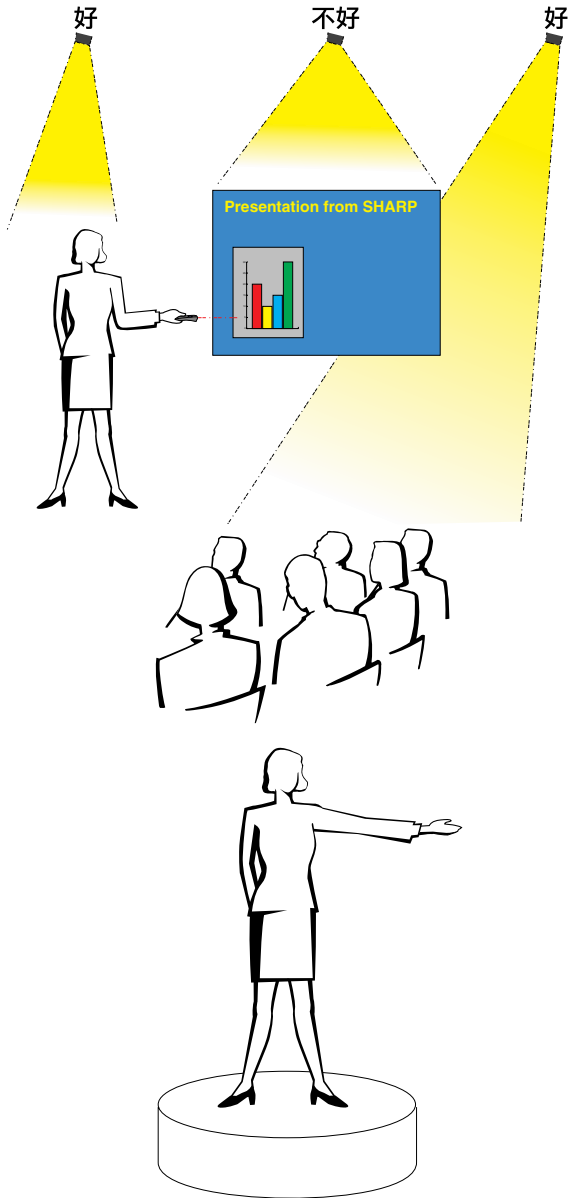 好
不好
好
Presentation from SHARP